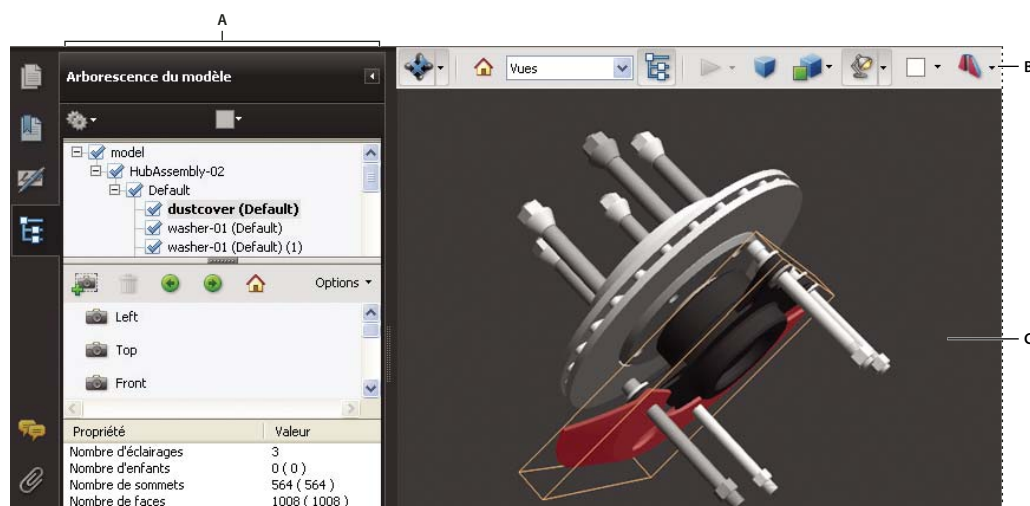 A
Arborescence du modèle
Vues
B
model
HubAssembly-02
Default
dustcover (Default)
washer-01 (Default)
washer-01 (Default) (1)
Options
Left
Top
Front
C
Propriété Valeur
Nombre d'éclairages 3
Nombre d'enfants 0 ( 0 )
Nombre de sommets 564 ( 564 )
Nombre de faces 1008 ( 1008 )